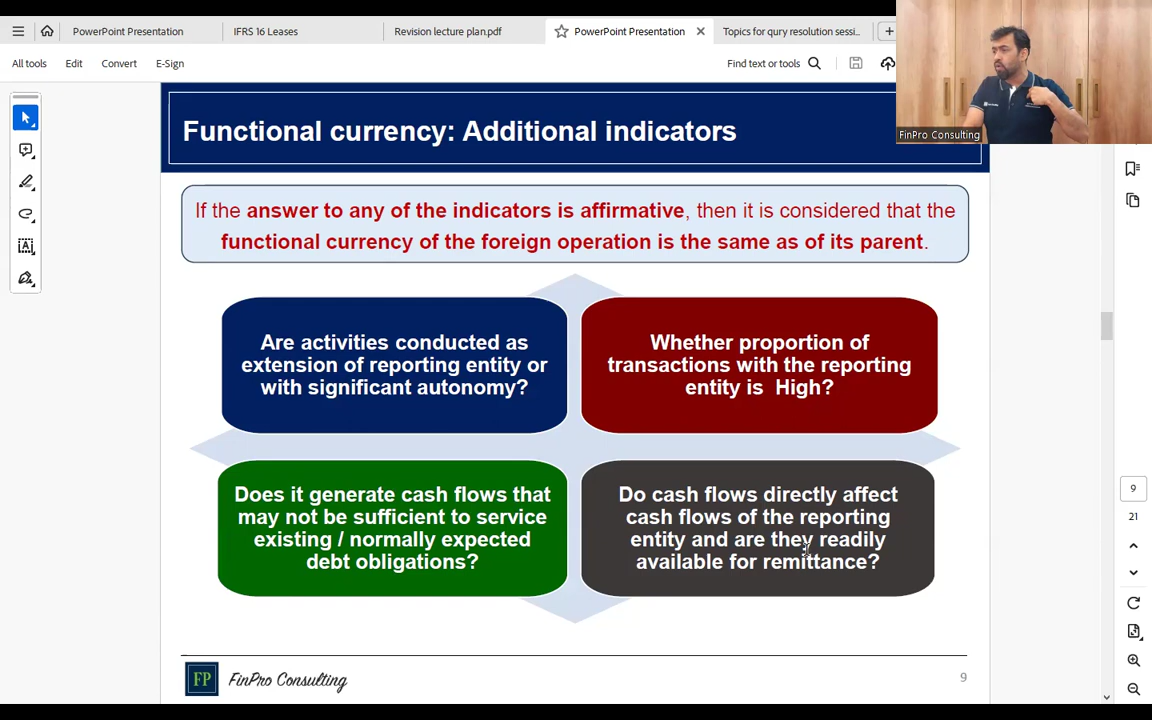 PowerPoint Presentation
IFRS 16 Leases
Revision lecture plan.pdf
PowerPoint Presentation
Topics for qury resolution sessi...
All tools
Edit
Convert
E-Sign
Find text or tools
FinPro Consulting
Functional currency: Additional indicators
If the answer to any of the indicators is affirmative, then it is considered that the
functional currency of the foreign operation is the same as of its parent.
Are activities conducted as
extension of reporting entity or
with significant autonomy?
Whether proportion of
transactions with the reporting
entity is High?
Does it generate cash flows that
may not be sufficient to service
existing / normally expected
debt obligations?
Do cash flows directly affect
cash flows of the reporting
entity and are they readily
available for remittance?
FP
FinPro Consulting
9
9
21